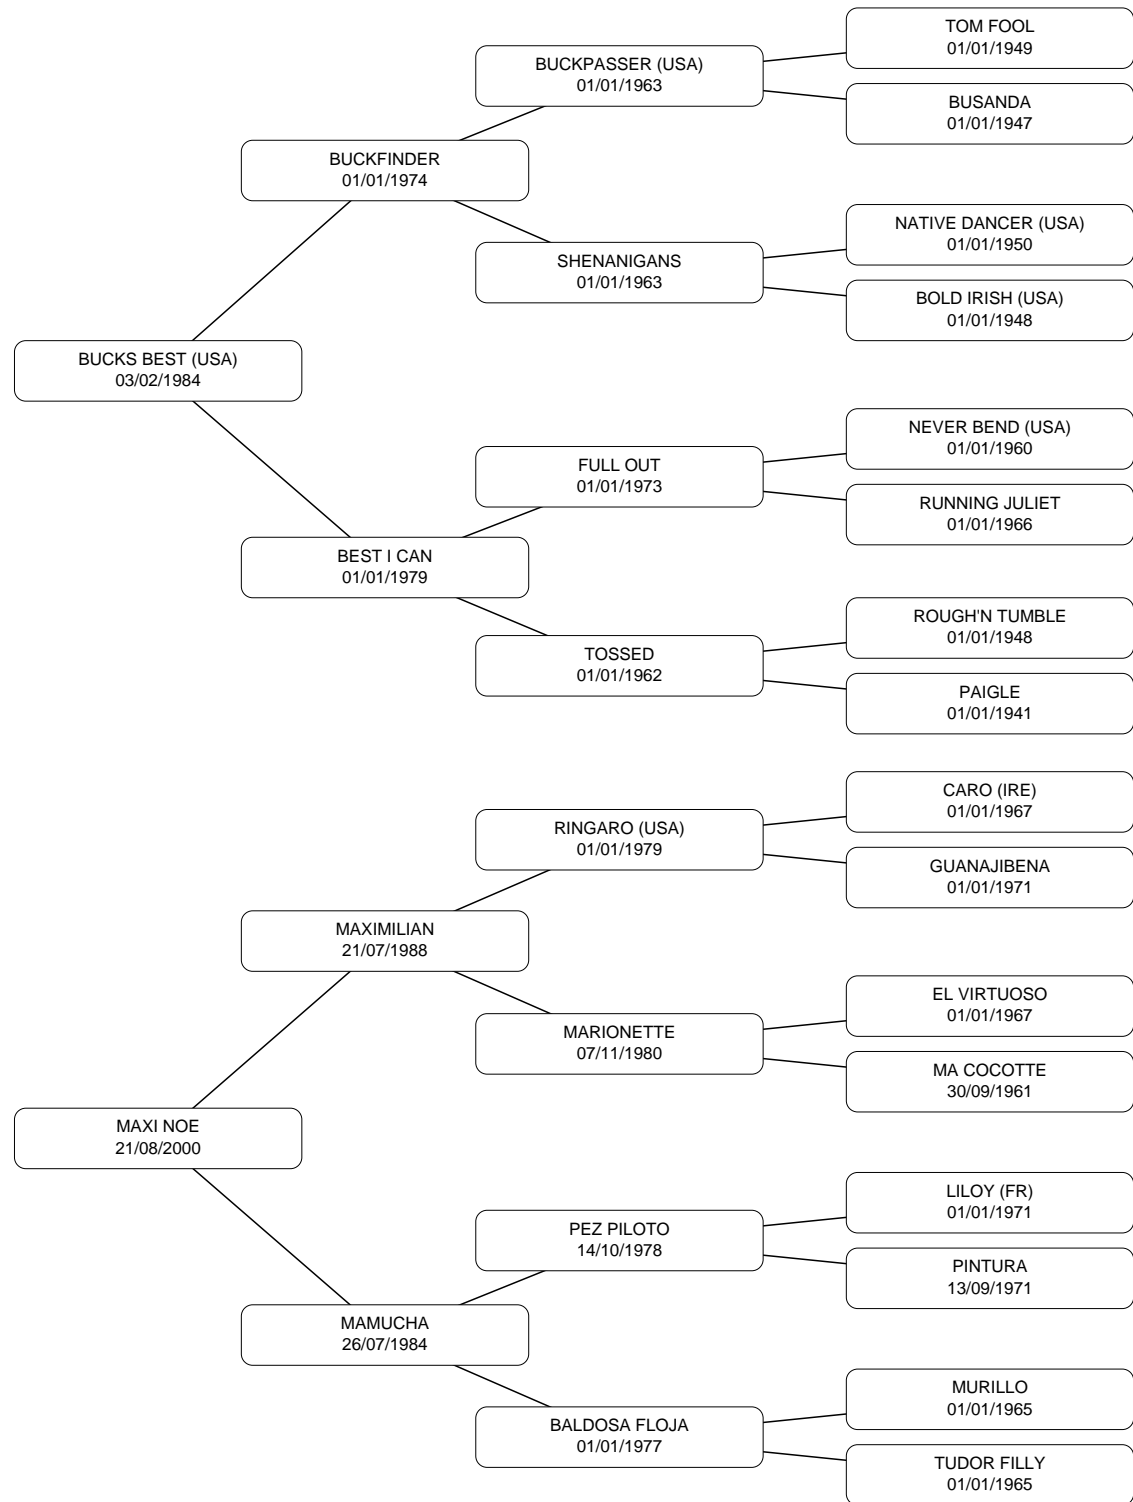 TOM FOOL
01/01/1949
BUCKPASSER (USA)
01/01/1963
BUSANDA
01/01/1947
BUCKFINDER
01/01/1974
NATIVE DANCER (USA)
01/01/1950
SHENANIGANS
01/01/1963
BOLD IRISH (USA)
01/01/1948
BUCKS BEST (USA)
03/02/1984
NEVER BEND (USA)
01/01/1960
FULL OUT
01/01/1973
RUNNING JULIET
01/01/1966
BEST I CAN
01/01/1979
ROUGH'N TUMBLE
01/01/1948
TOSSED
01/01/1962
PAIGLE
01/01/1941
CARO (IRE)
01/01/1967
RINGARO (USA)
01/01/1979
GUANAJIBENA
01/01/1971
MAXIMILIAN
21/07/1988
EL VIRTUOSO
01/01/1967
MARIONETTE
07/11/1980
MA COCOTTE
30/09/1961
MAXI NOE
21/08/2000
LILOY (FR)
01/01/1971
PEZ PILOTO
14/10/1978
PINTURA
13/09/1971
MAMUCHA
26/07/1984
MURILLO
01/01/1965
BALDOSA FLOJA
01/01/1977
TUDOR FILLY
01/01/1965